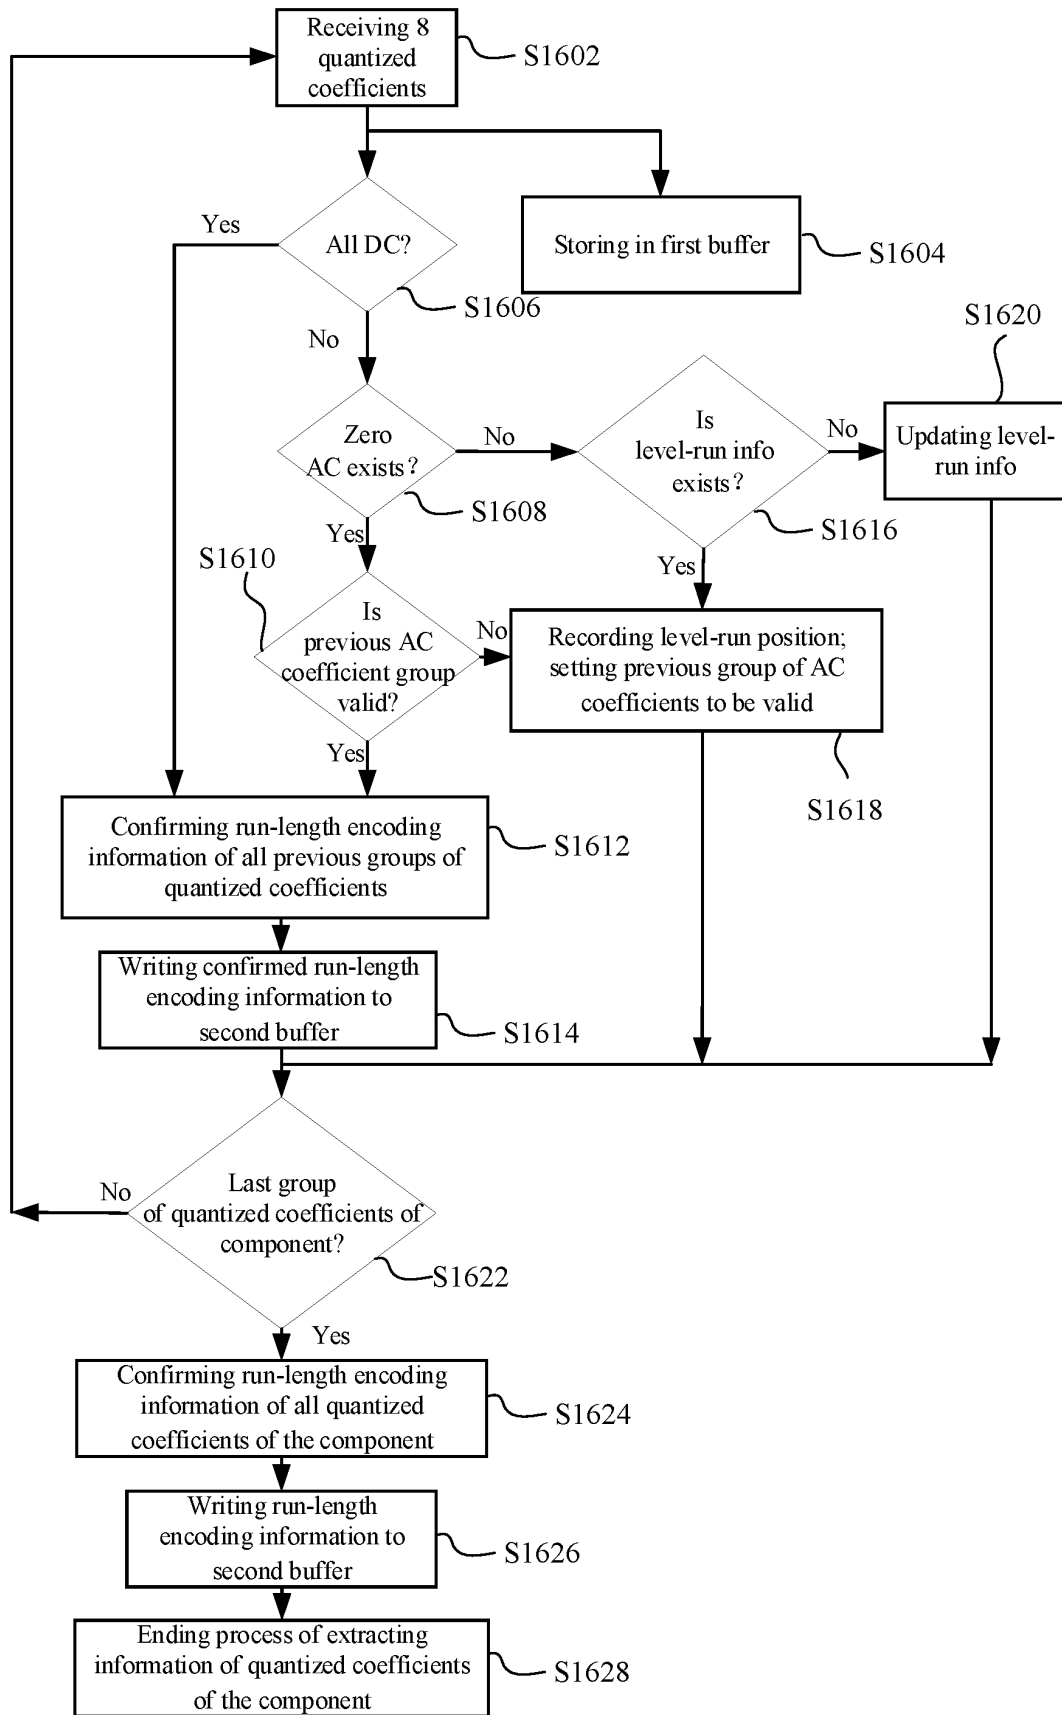 Receiving 8
quantized
coefficients
S1602
Yes
All DC?
Storing in first buffer
S1604
S1606
No
S1620
Zero
AC exists?
No
Is
level-run info
exists?
No
Updating level-
run info
S1608
S1616
Yes
Yes
S1610
Is
previous AC
coefficient group
valid?
No
Recording level-run position;
setting previous group of AC
coefficients to be valid
Yes
S1618
Confirming run-length encoding
information of all previous groups of
quantized coefficients
S1612
Writing confirmed run-length
encoding information to
second buffer
S1614
No
Last group
of quantized coefficients of
component?
S1622
Yes
Confirming run-length encoding
information of all quantized
coefficients of the component
S1624
Writing run-length
encoding information to
second buffer
S1626
Ending process of extracting
information of quantized coefficients
of the component
S1628